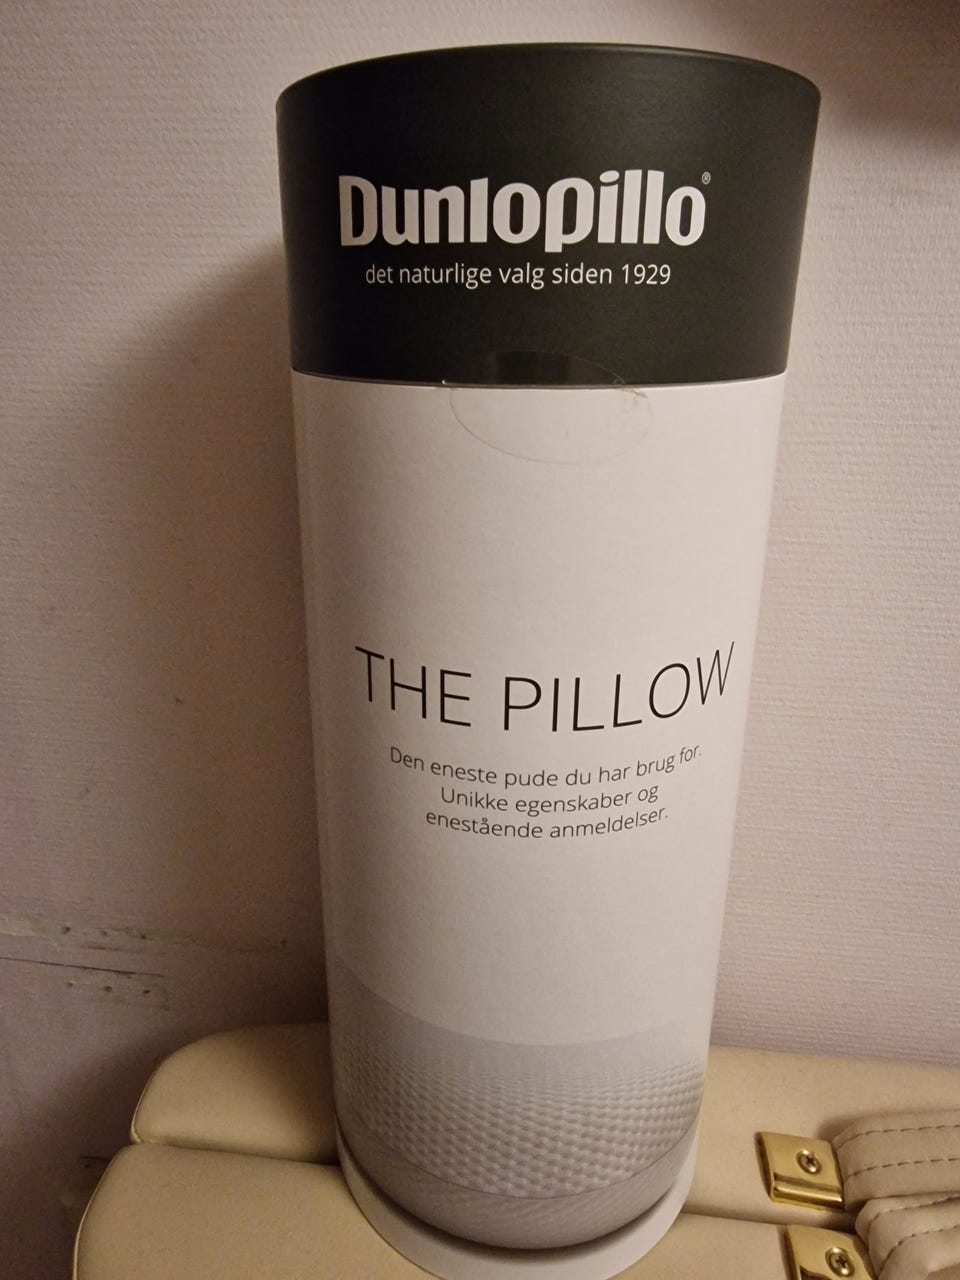 Dunlopillo®
det naturlige valg siden 1929
THE PILLOW
Den eneste pude du har brug for.
Unikke egenskaber og
enestående anmeldelser.